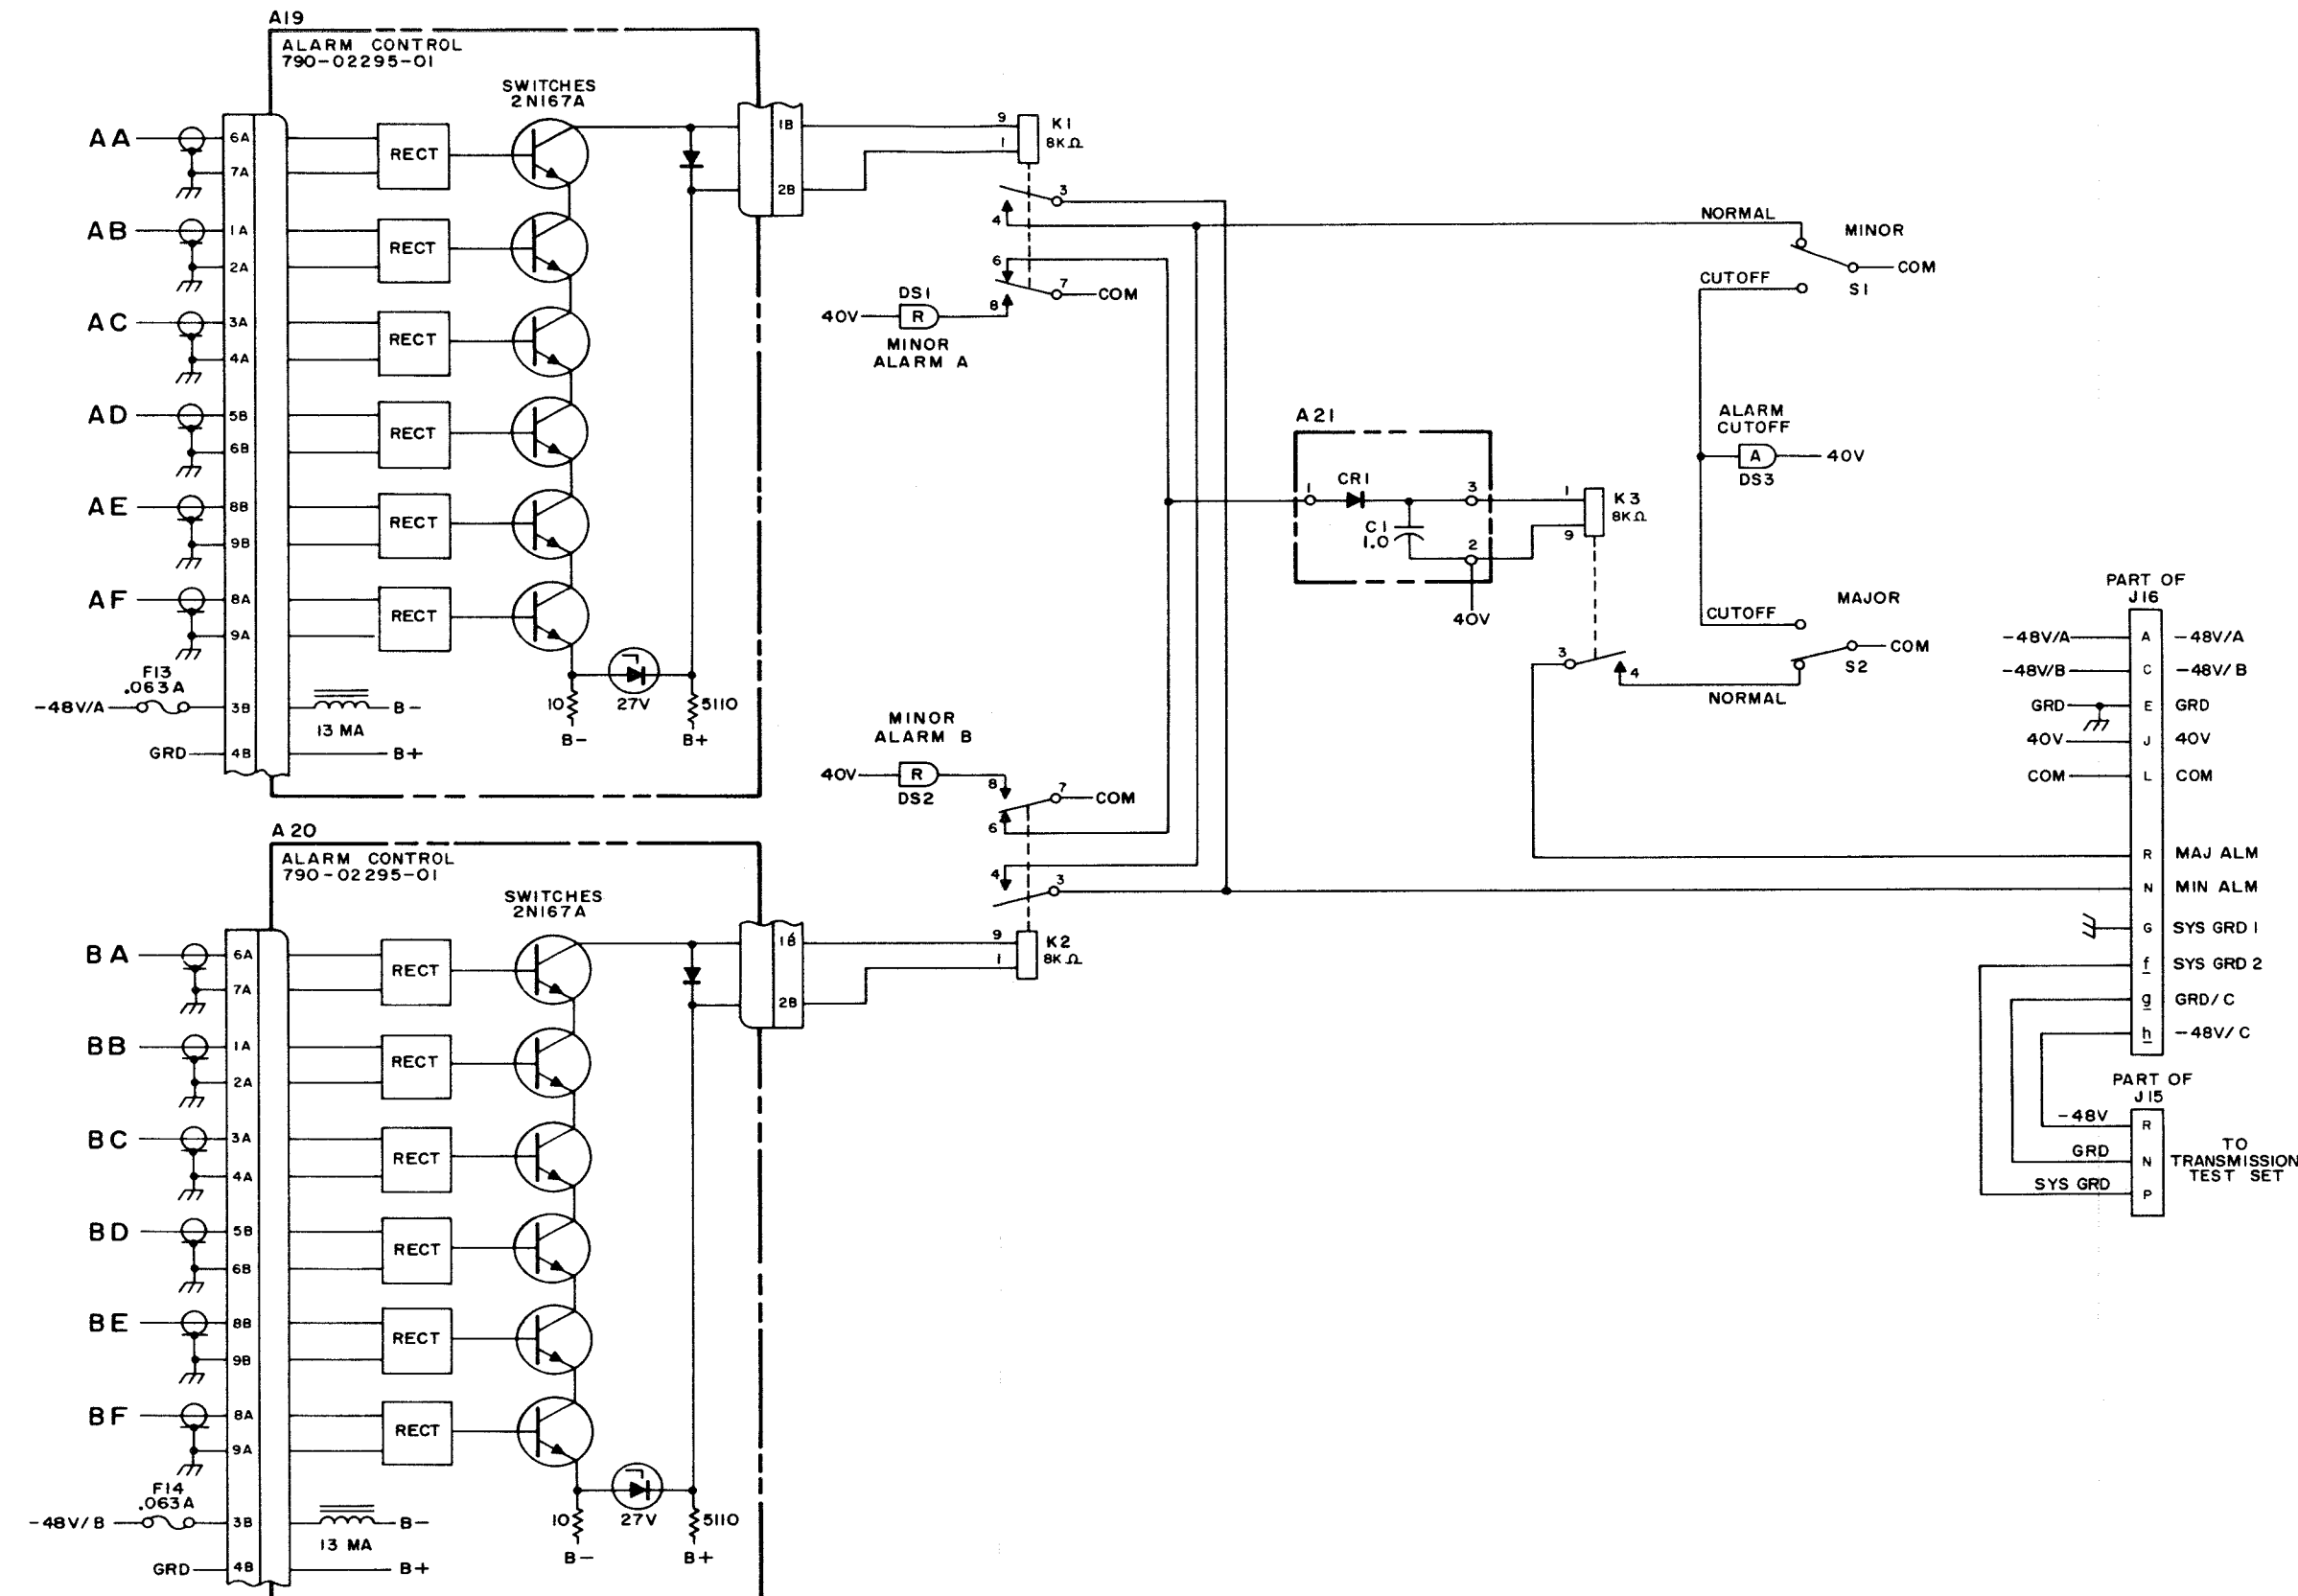 A19
ALARM CONTROL
790-02295-01
SWITCHES
2N167A
AA
6A
7A
RECT
AB
1A
2A
RECT
AC
3A
4A
RECT
AD
5B
6B
RECT
AE
8B
9B
RECT
AF
8A
9A
RECT
F13
.063A
-48V/A
3B
13 MA
B-
GRD
4B
B+
10
B-
27V
5110
B+
1B
2B
9
1
K1
8KΩ
3
4
6
7
COM
8
40V
DS1
R
MINOR
ALARM A
NORMAL
MINOR
COM
S1
CUTOFF
ALARM
CUTOFF
A
40V
DS3
A21
1
CR1
3
C1
1.0
2
40V
1
9
K3
8KΩ
3
4
CUTOFF
MAJOR
COM
S2
NORMAL
MINOR
ALARM B
40V
R
DS2
8
7
COM
6
4
3
9
1
K2
8KΩ
PART OF
J16
-48V/A
A
-48V/A
-48V/B
C
-48V/B
GRD
E
GRD
40V
J
40V
COM
L
COM
R
MAJ ALM
N
MIN ALM
G
SYS GRD 1
f
SYS GRD 2
g
GRD/C
h
-48V/C
PART OF
J15
-48V
R
GRD
N
SYS GRD
P
TO
TRANSMISSION
TEST SET
A20
ALARM CONTROL
790-02295-01
SWITCHES
2N167A
BA
6A
7A
RECT
BB
1A
2A
RECT
BC
3A
4A
RECT
BD
5B
6B
RECT
BE
8B
9B
RECT
BF
8A
9A
RECT
F14
.063A
-48V/B
3B
13 MA
B-
GRD
4B
B+
10
B-
27V
5110
B+
1B
2B